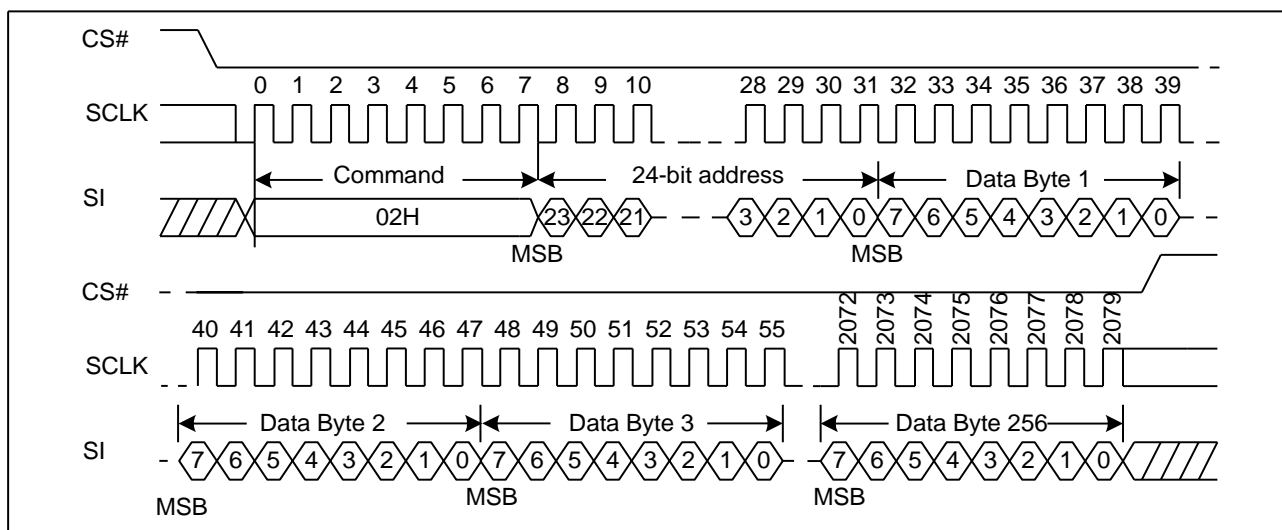 CS#
0 1 2 3 4 5 6 7 8 9 10 28 29 30 31 32 33 34 35 36 37 38 39
SCLK
Command 24-bit address Data Byte 1
SI
02H 23 22 21 3 2 1 0 7 6 5 4 3 2 1 0
MSB MSB
CS#
40 41 42 43 44 45 46 47 48 49 50 51 52 53 54 55 2072 2073 2074 2075 2076 2077 2078 2079
SCLK
Data Byte 2 Data Byte 3 Data Byte 256
SI
7 6 5 4 3 2 1 0 7 6 5 4 3 2 1 0 7 6 5 4 3 2 1 0
MSB MSB MSB